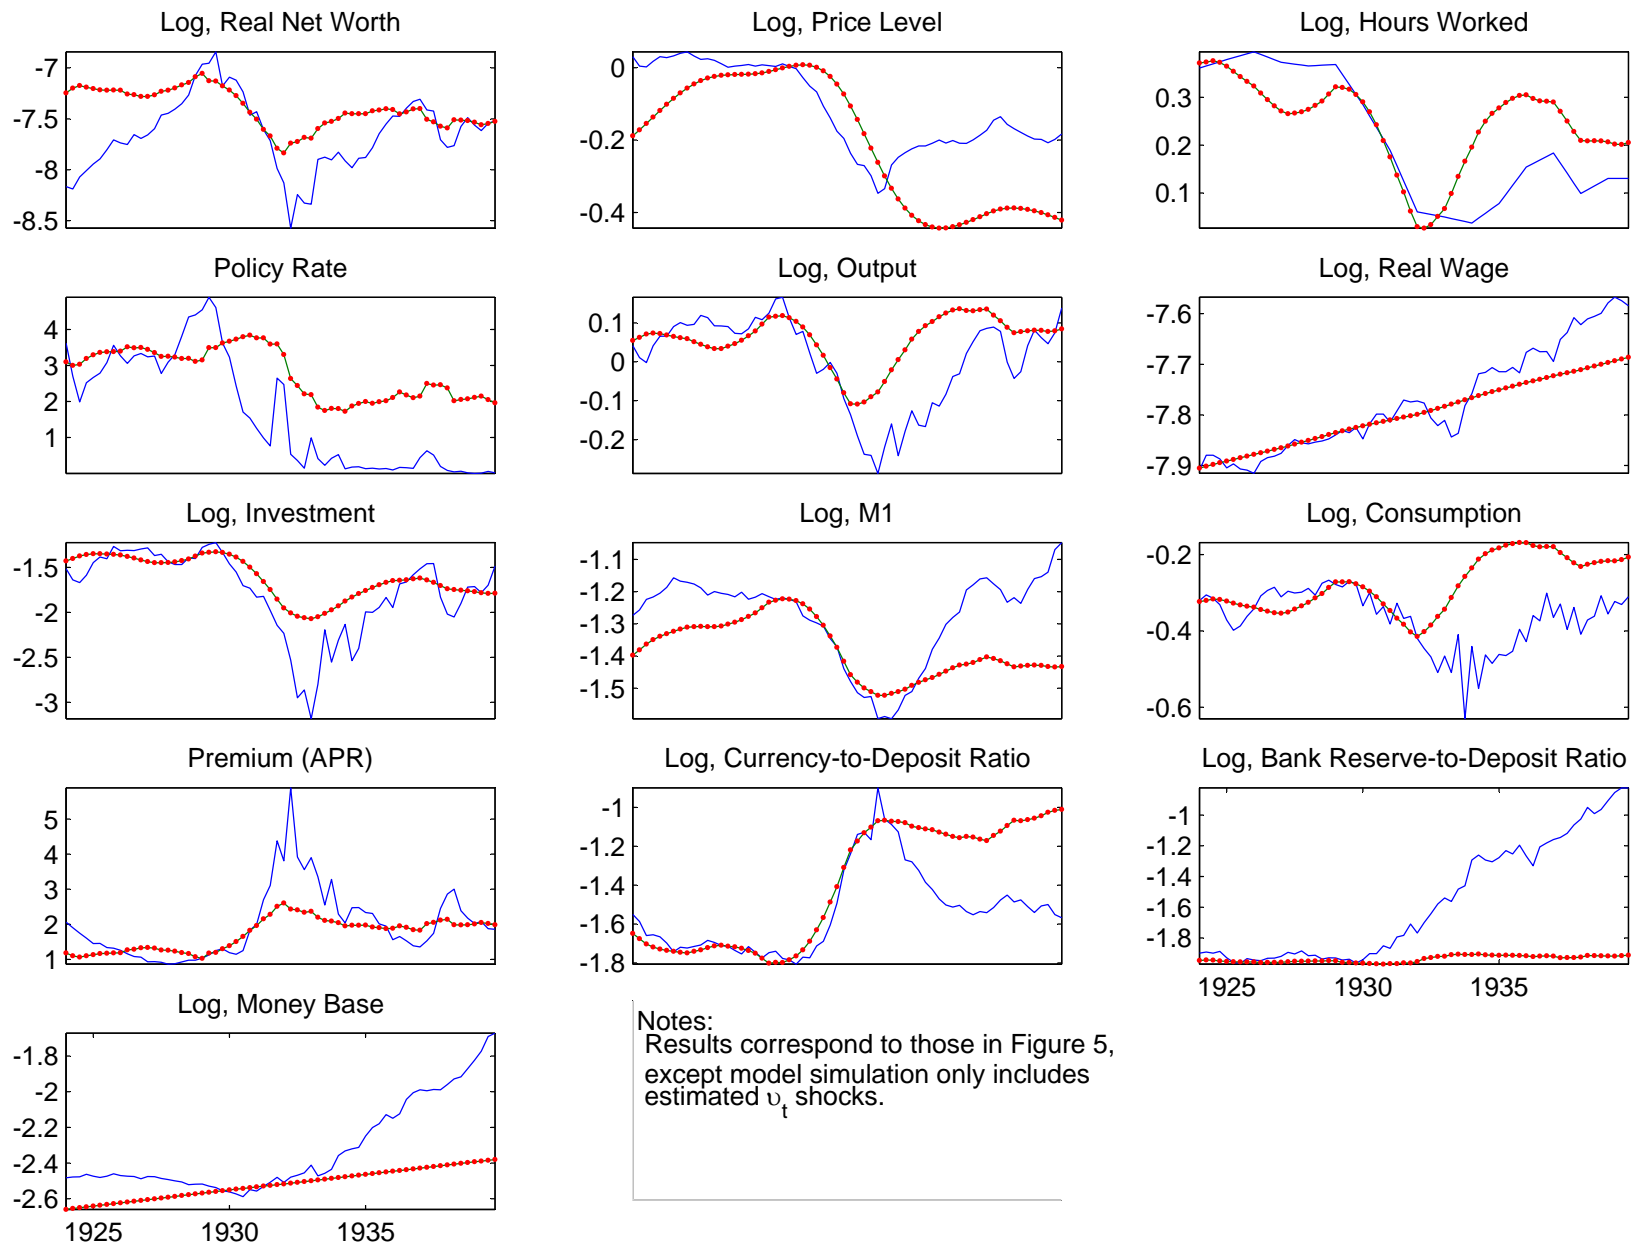 Log, Real Net Worth
-7
-7.5
-8
-8.5
Log, Price Level
0
-0.2
-0.4
Log, Hours Worked
0.3
0.2
0.1
Policy Rate
4
3
2
1
Log, Output
0.1
0
-0.1
-0.2
Log, Real Wage
-7.6
-7.7
-7.8
-7.9
Log, Investment
-1.5
-2
-2.5
-3
Log, M1
-1.1
-1.2
-1.3
-1.4
-1.5
Log, Consumption
-0.2
-0.4
-0.6
Premium (APR)
5
4
3
2
1
Log, Currency-to-Deposit Ratio
-1
-1.2
-1.4
-1.6
-1.8
Log, Bank Reserve-to-Deposit Ratio
-1
-1.2
-1.4
-1.6
-1.8
1925 1930 1935
Log, Money Base
-1.8
-2
-2.2
-2.4
-2.6
1925 1930 1935
Notes:
Results correspond to those in Figure 5,
except model simulation only includes
estimated υ_t shocks.